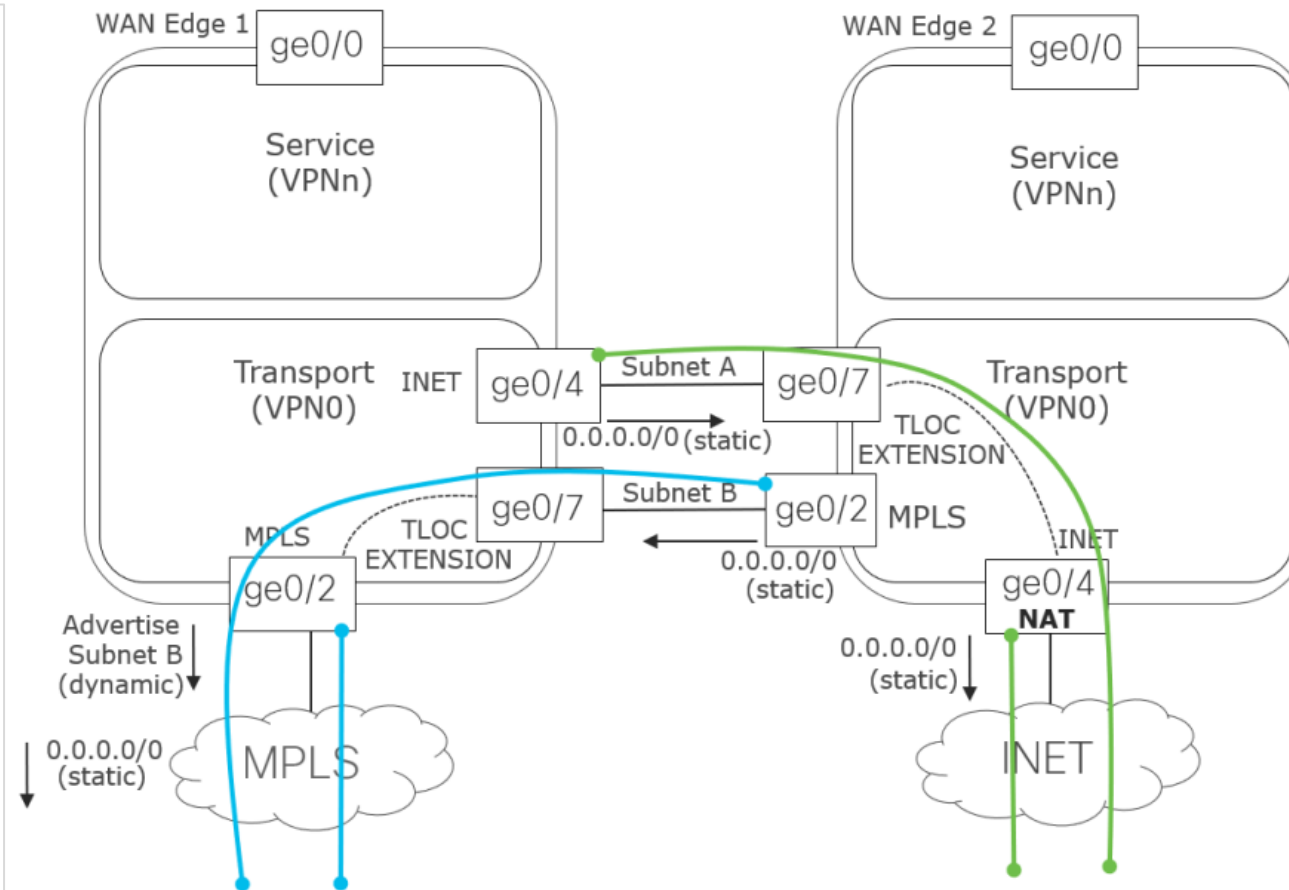 WAN Edge 1
ge0/0
WAN Edge 2
ge0/0
Service
(VPNn)
Service
(VPNn)
Transport
(VPN0)
INET
ge0/4
Subnet A
ge0/7
Transport
(VPN0)
0.0.0.0/0 (static)
TLOC
EXTENSION
ge0/7
Subnet B
ge0/2
MPLS
TLOC
EXTENSION
MPLS
ge0/2
0.0.0.0/0
(static)
INET
ge0/4
NAT
Advertise
Subnet B
(dynamic)
0.0.0.0/0
(static)
0.0.0.0/0
(static)
MPLS
INET